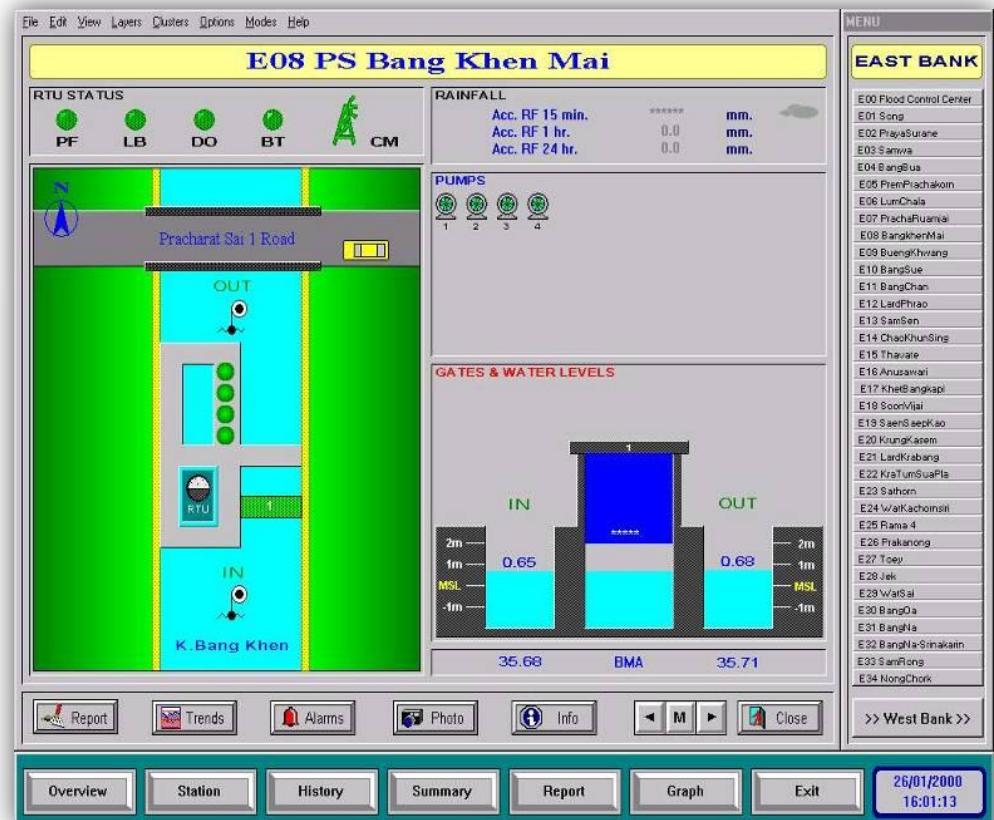 File Edit View Layers Clusters Options Modes Help
MENU
E08 PS Bang Khen Mai
EAST BANK
RTU STATUS
PF LB DO BT CM
RAINFALL
Acc. RF 15 min. ****** mm.
Acc. RF 1 hr. 0.0 mm.
Acc. RF 24 hr. 0.0 mm.
N
Pracharat Sai 1 Road
OUT
RTU
1
IN
K.Bang Khen
PUMPS
1 2 3 4
GATES & WATER LEVELS
1
IN OUT
*****
2m 2m
1m 0.65 0.68 1m
MSL MSL
-1m -1m
35.68 BMA 35.71
E00 Flood Control Center
E01 Song
E02 PrayaSurane
E03 Samwa
E04 BangBua
E05 PremPrachakorn
E06 LumChala
E07 PrachaRuamjai
E08 BangkhenMai
E09 BuengKhwang
E10 BangSue
E11 BangChan
E12 LardPhrao
E13 SamSen
E14 ChaoKhunSing
E15 Thavate
E16 Anusawari
E17 KhetBangkapi
E18 SoonVijai
E19 SaenSaepKao
E20 KrungKasem
E21 LardKrabang
E22 KraTumSuaPla
E23 Sathorn
E24 WatKachornsiri
E25 Rama 4
E26 Prakanong
E27 Toey
E28 Jek
E29 WatSai
E30 BangOa
E31 BangNa
E32 BangNa-Srinakarin
E33 SamRong
E34 NongChork
Report Trends Alarms Photo Info ◄ M ► Close
>> West Bank >>
Overview Station History Summary Report Graph Exit
26/01/2000
16:01:13